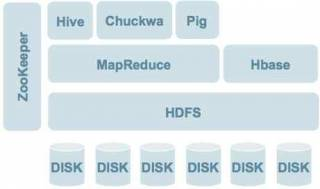 ZooKeeper
Hive Chuckwa Pig
MapReduce Hbase
HDFS
DISK DISK DISK DISK DISK DISK